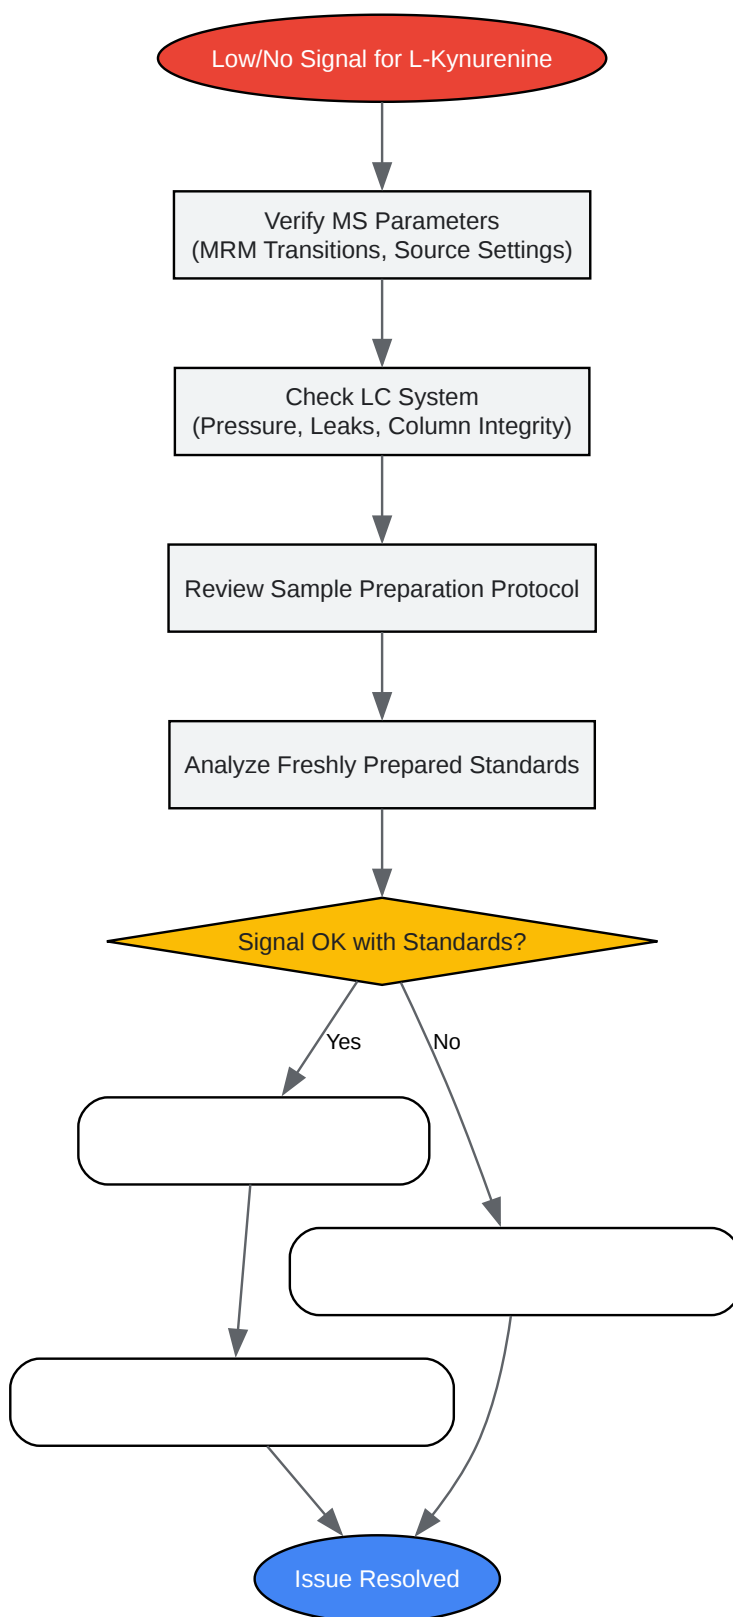 Low/No Signal for L-Kynurenine
Verify MS Parameters
(MRM Transitions, Source Settings)
Check LC System
(Pressure, Leaks, Column Integrity)
Review Sample Preparation Protocol
Analyze Freshly Prepared Standards
Signal OK with Standards?
Yes
No
Issue Resolved